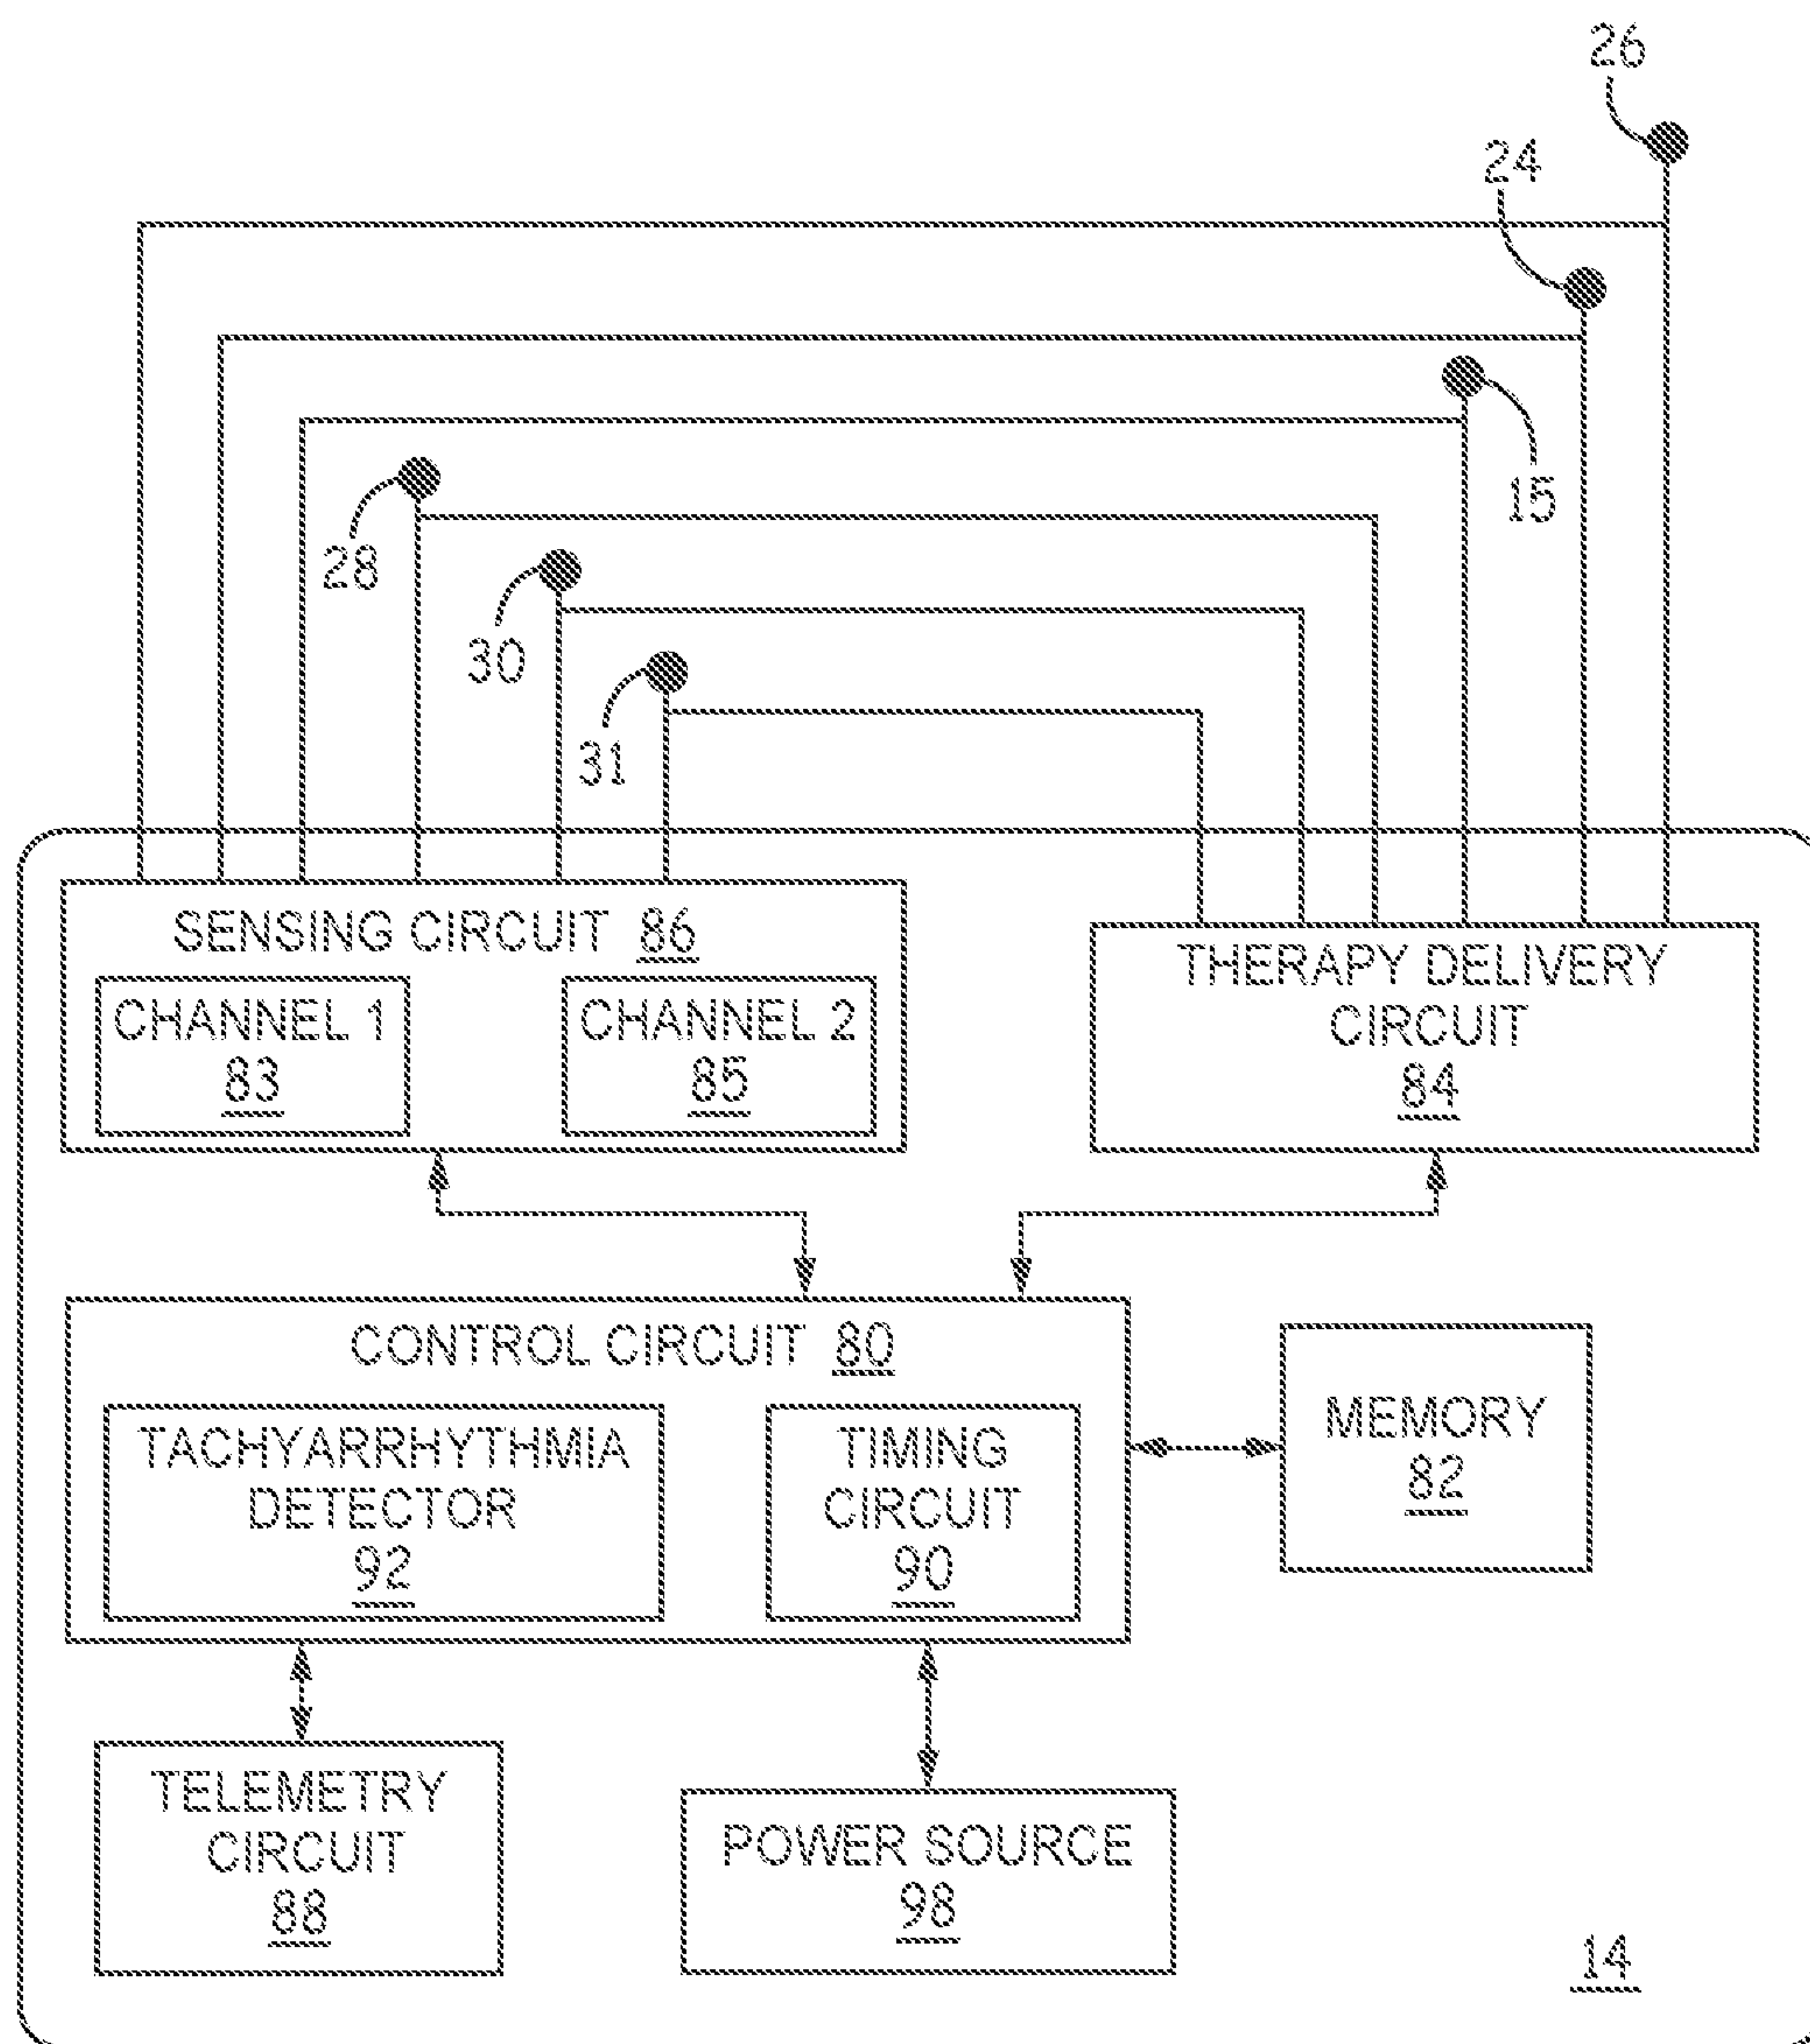 26
24
15
28
30
31
SENSING CIRCUIT 86
CHANNEL 1
83
CHANNEL 2
85
THERAPY DELIVERY
CIRCUIT
84
CONTROL CIRCUIT 80
TACHYARRHYTHMIA
DETECTOR
92
TIMING
CIRCUIT
90
MEMORY
82
TELEMETRY
CIRCUIT
88
POWER SOURCE
98
14